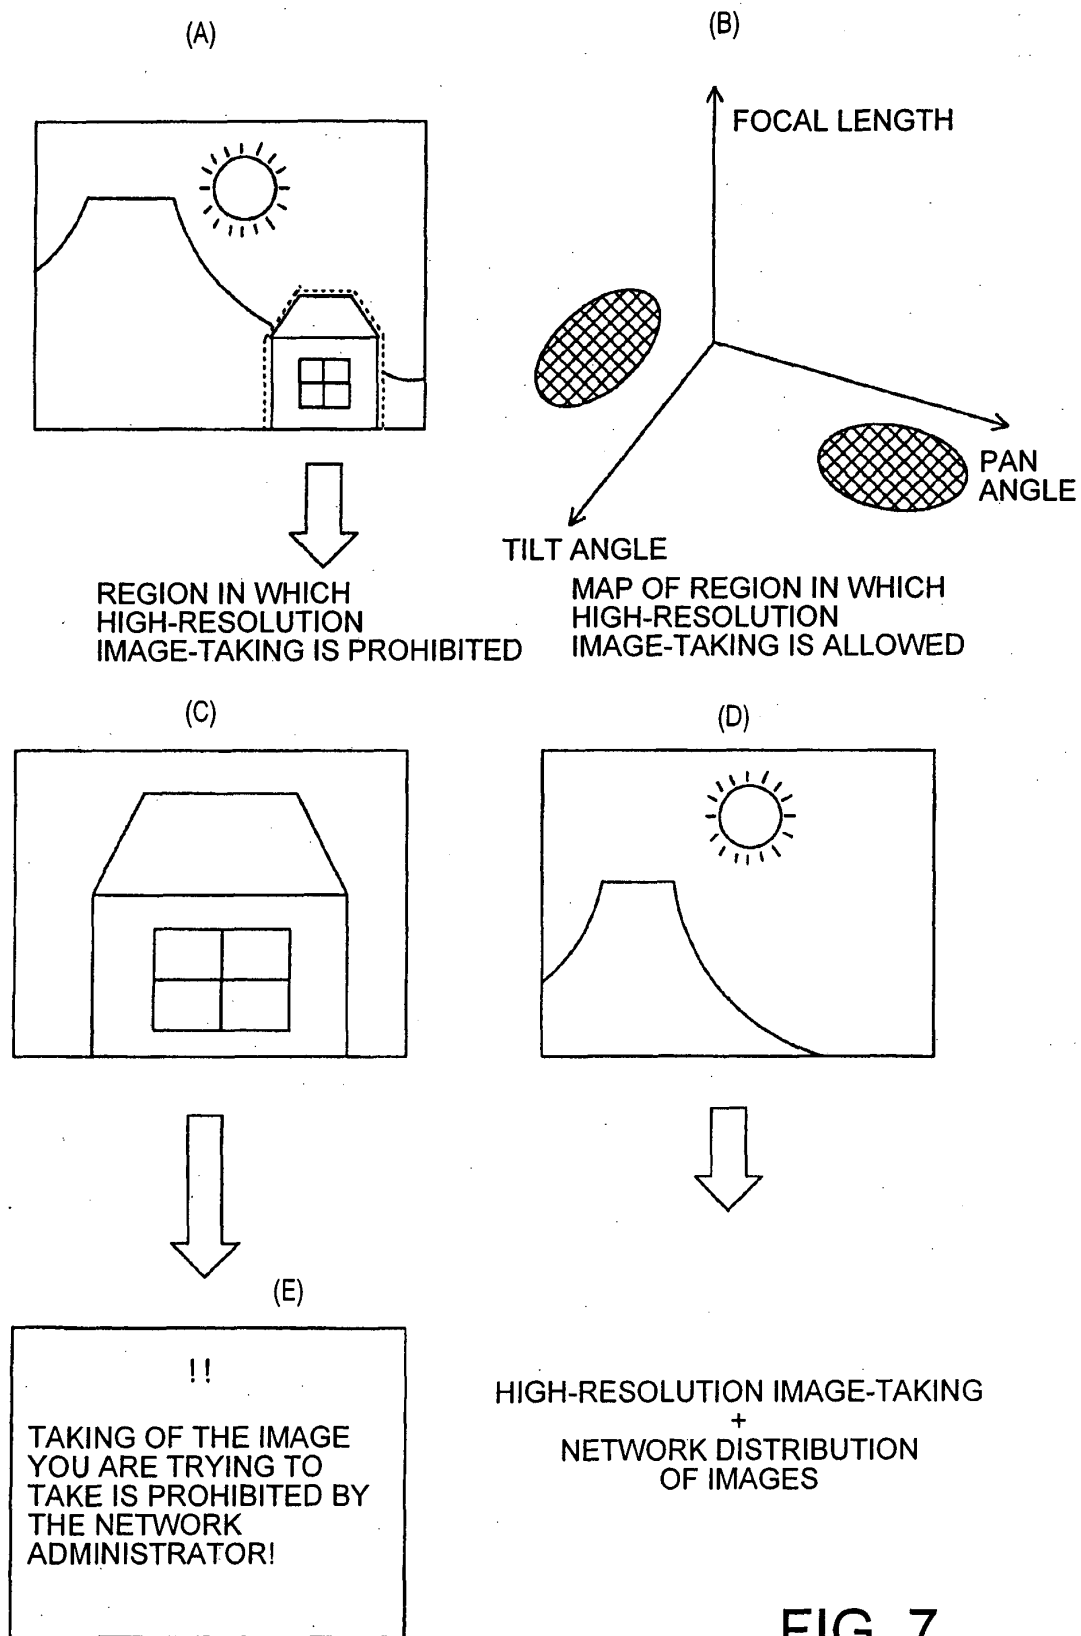 (A)
(B)
FOCAL LENGTH
PAN
ANGLE
TILT ANGLE
REGION IN WHICH
HIGH-RESOLUTION
IMAGE-TAKING IS PROHIBITED
MAP OF REGION IN WHICH
HIGH-RESOLUTION
IMAGE-TAKING IS ALLOWED
(C)
(D)
(E)
!!
TAKING OF THE IMAGE
YOU ARE TRYING TO
TAKE IS PROHIBITED BY
THE NETWORK
ADMINISTRATOR!
HIGH-RESOLUTION IMAGE-TAKING
+
NETWORK DISTRIBUTION
OF IMAGES
FIG. 7